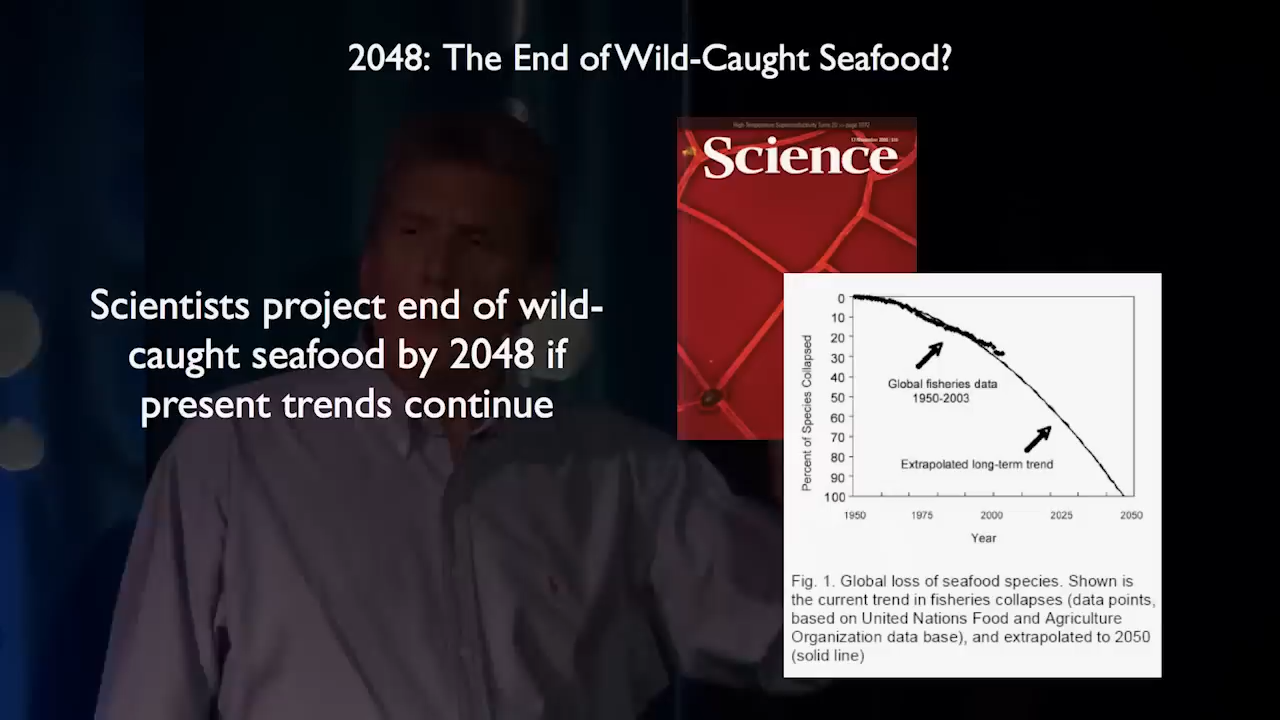 2048: The End of Wild-Caught Seafood?
Science
Scientists project end of wild-
caught seafood by 2048 if
present trends continue
Percent of Species Collapsed
0
10
20
30
40
50
60
70
80
90
100
Global fisheries data
1950-2003
Extrapolated long-term trend
1950 1975 2000 2025 2050
Year
Fig. 1. Global loss of seafood species. Shown is
the current trend in fisheries collapses (data points,
based on United Nations Food and Agriculture
Organization data base), and extrapolated to 2050
(solid line)